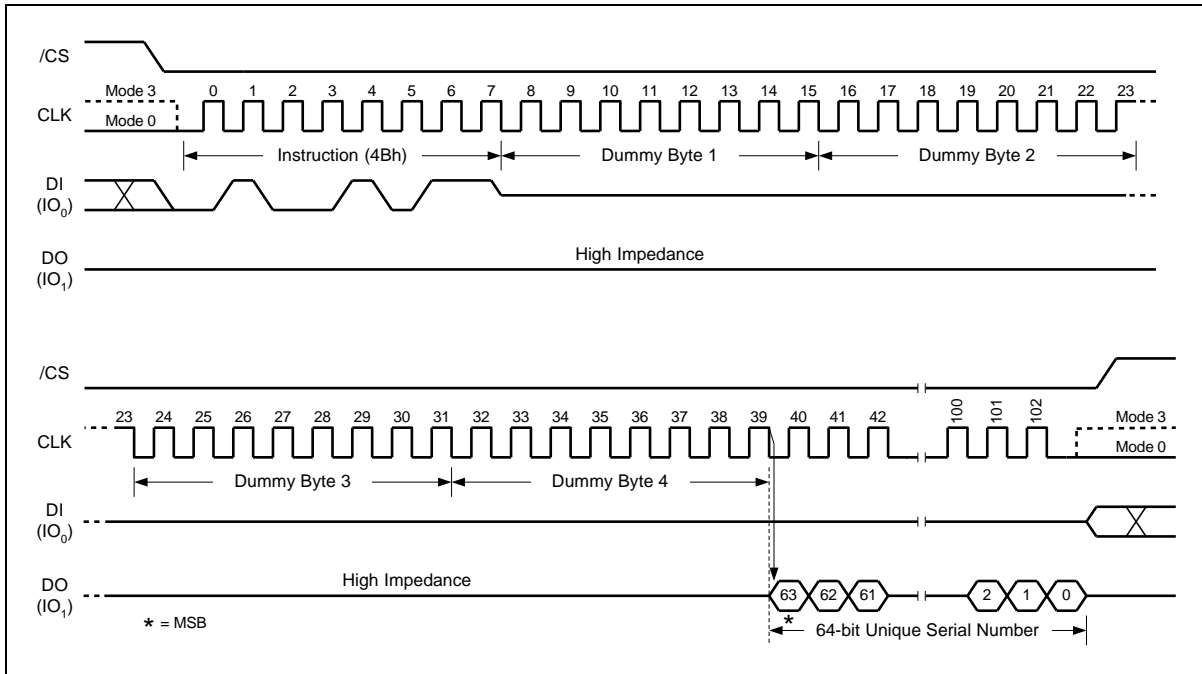 /CS
Mode 3 0 1 2 3 4 5 6 7 8 9 10 11 12 13 14 15 16 17 18 19 20 21 22 23
CLK
Mode 0
Instruction (4Bh) Dummy Byte 1 Dummy Byte 2
DI
(IO0)
High Impedance
DO
(IO1)
/CS
23 24 25 26 27 28 29 30 31 32 33 34 35 36 37 38 39 40 41 42 100 101 102 Mode 3
CLK
Mode 0
Dummy Byte 3 Dummy Byte 4
DI
(IO0)
High Impedance
DO
(IO1)
63 62 61 2 1 0
* = MSB * 64-bit Unique Serial Number